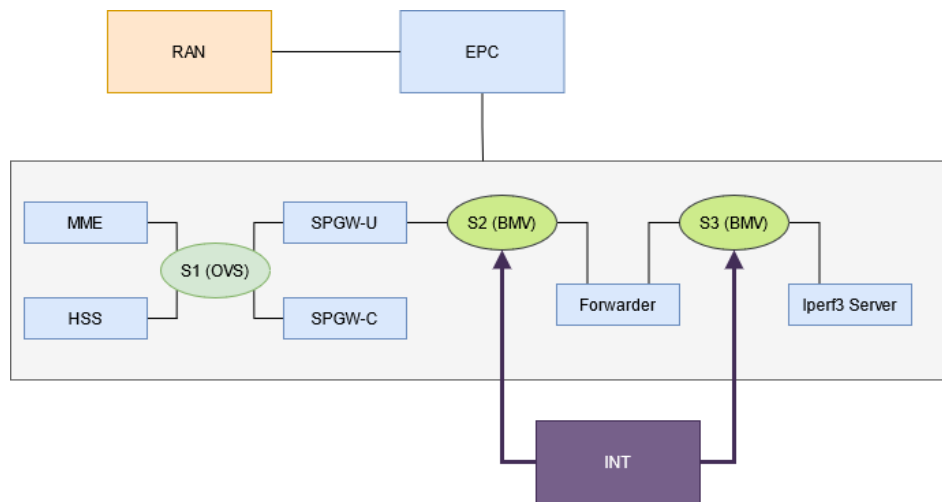 RAN
EPC
MME
SPGW-U
S2 (BMV)
S3 (BMV)
S1 (OVS)
HSS
SPGW-C
Forwarder
Iperf3 Server
INT